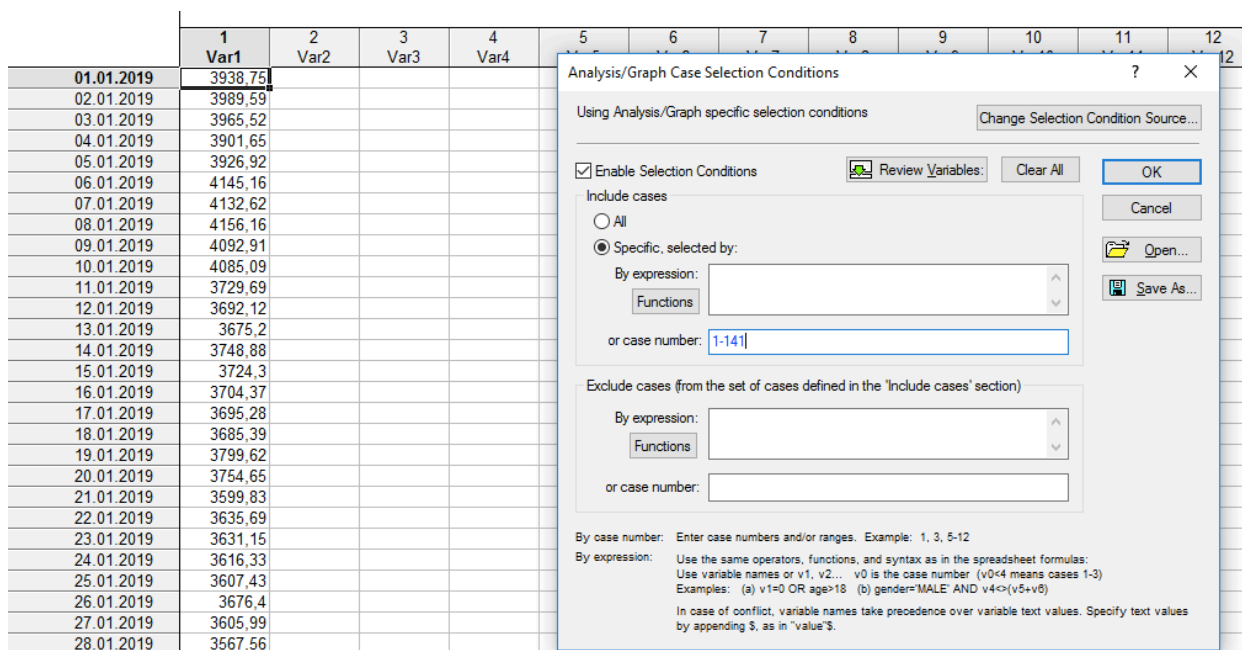 1 2 3 4 5 6 7 8 9 10 11 12
Var1 Var2 Var3 Var4 12
01.01.2019 3938,75
02.01.2019 3989,59
03.01.2019 3965,52
04.01.2019 3901,65
05.01.2019 3926,92
06.01.2019 4145,16
07.01.2019 4132,62
08.01.2019 4156,16
09.01.2019 4092,91
10.01.2019 4085,09
11.01.2019 3729,69
12.01.2019 3692,12
13.01.2019 3675,2
14.01.2019 3748,88
15.01.2019 3724,3
16.01.2019 3704,37
17.01.2019 3695,28
18.01.2019 3685,39
19.01.2019 3799,62
20.01.2019 3754,65
21.01.2019 3599,83
22.01.2019 3635,69
23.01.2019 3631,15
24.01.2019 3616,33
25.01.2019 3607,43
26.01.2019 3676,4
27.01.2019 3605,99
28.01.2019 3567,56
Analysis/Graph Case Selection Conditions ?
Using Analysis/Graph specific selection conditions Change Selection Condition Source...
Enable Selection Conditions Review Variables: Clear All OK
Include cases
Cancel
All
Specific, selected by:
Open...
By expression:
Functions
Save As...
or case number: 1-141
Exclude cases (from the set of cases defined in the 'Include cases' section)
By expression:
Functions
or case number:
By case number: Enter case numbers and/or ranges. Example: 1, 3, 5-12
By expression: Use the same operators, functions, and syntax as in the spreadsheet formulas:
Use variable names or v1, v2... v0 is the case number (v0<4 means cases 1-3)
Examples: (a) v1=0 OR age>18 (b) gender='MALE' AND v4<>(v5+v6)
In case of conflict, variable names take precedence over variable text values. Specify text values
by appending $, as in "value"$.